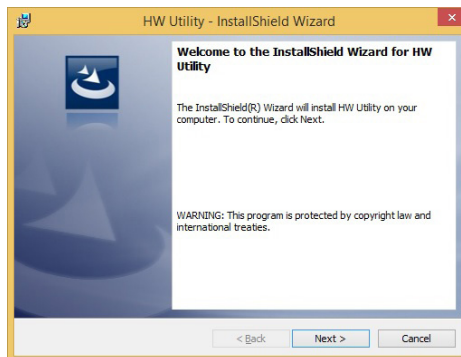 HW Utility - InstallShield Wizard
Welcome to the InstallShield Wizard for HW
Utility
The InstallShield(R) Wizard will install HW Utility on your
computer. To continue, click Next.
WARNING: This program is protected by copyright law and
international treaties.
< Back Next > Cancel